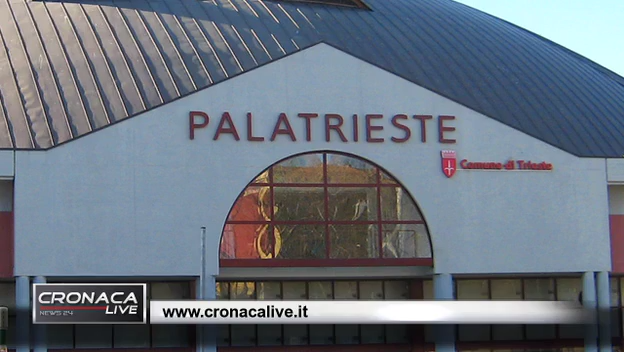 PALATRIESTE
Comune di Trieste
CRONACA
NEWS 24 LIVE
www.cronacalive.it